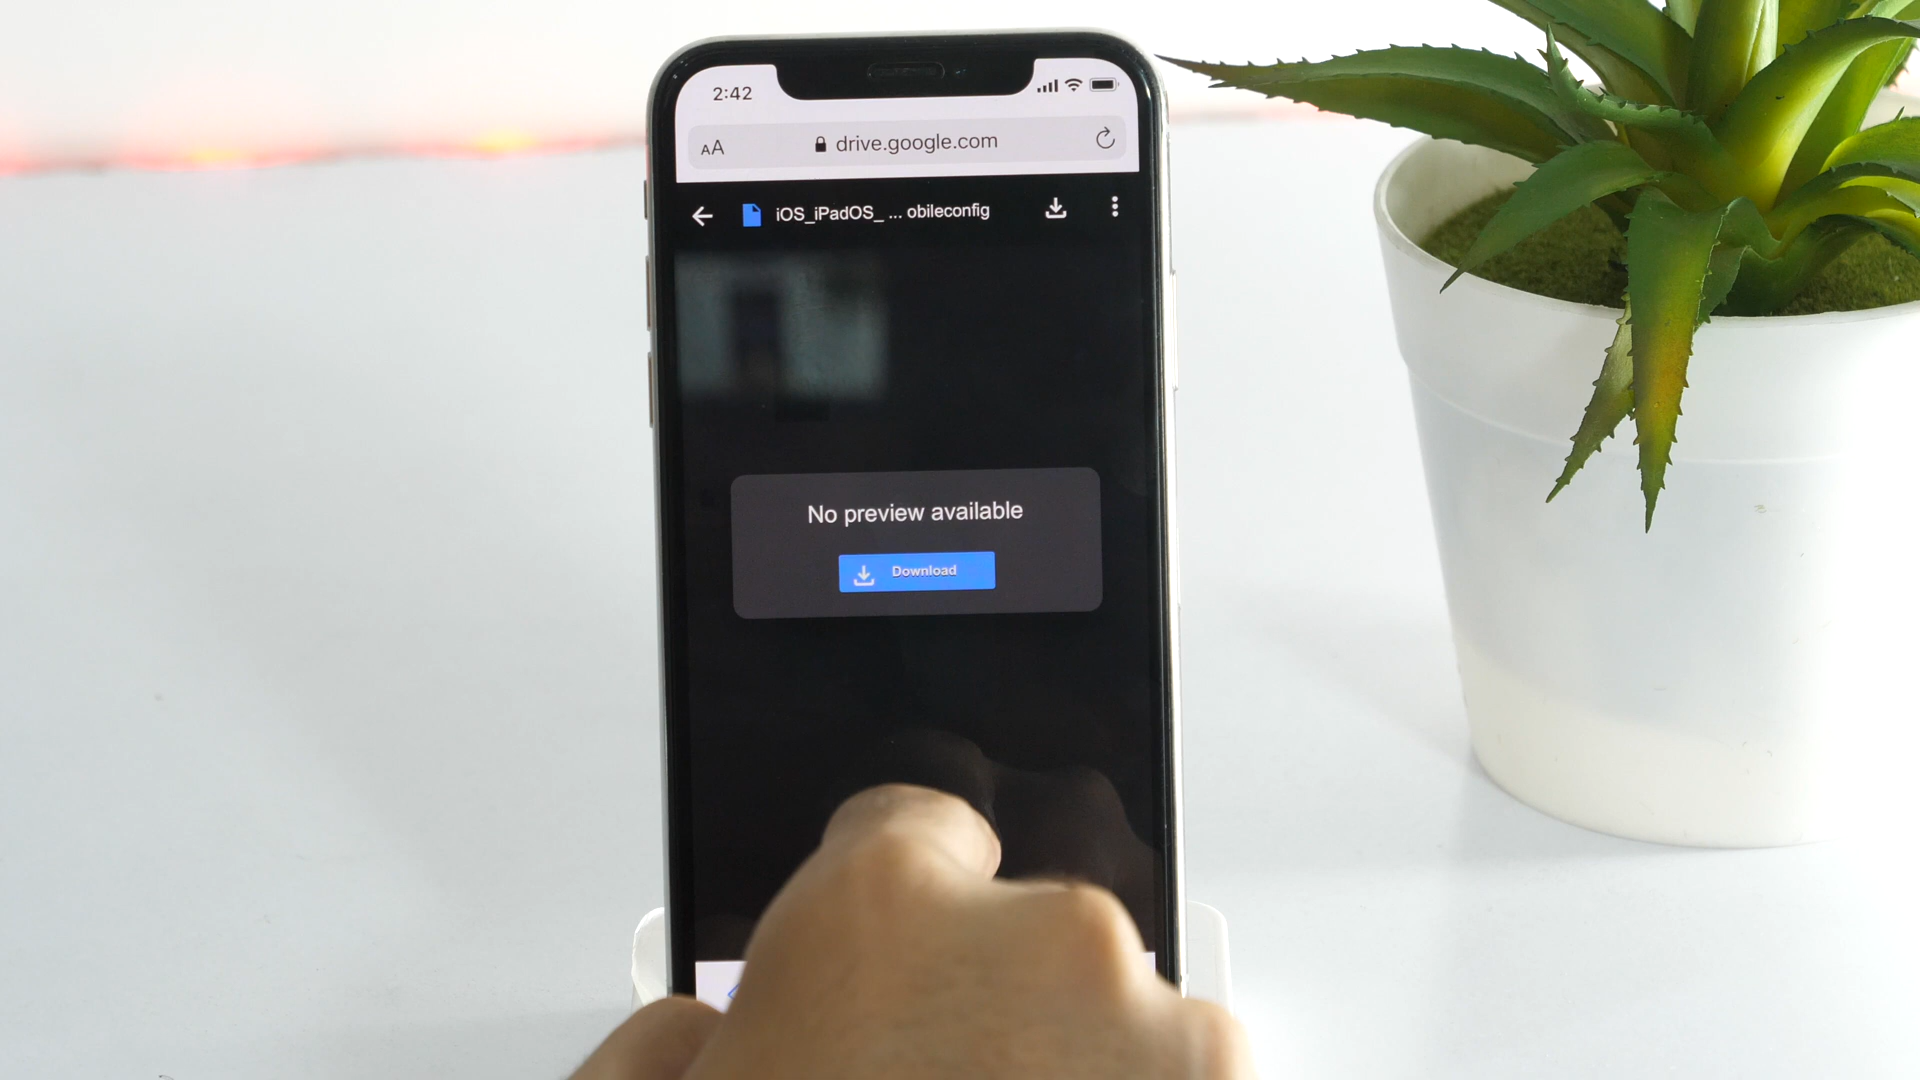 2:42
AA drive.google.com
iOS_iPadOS_ ... obileconfig
No preview available
Download